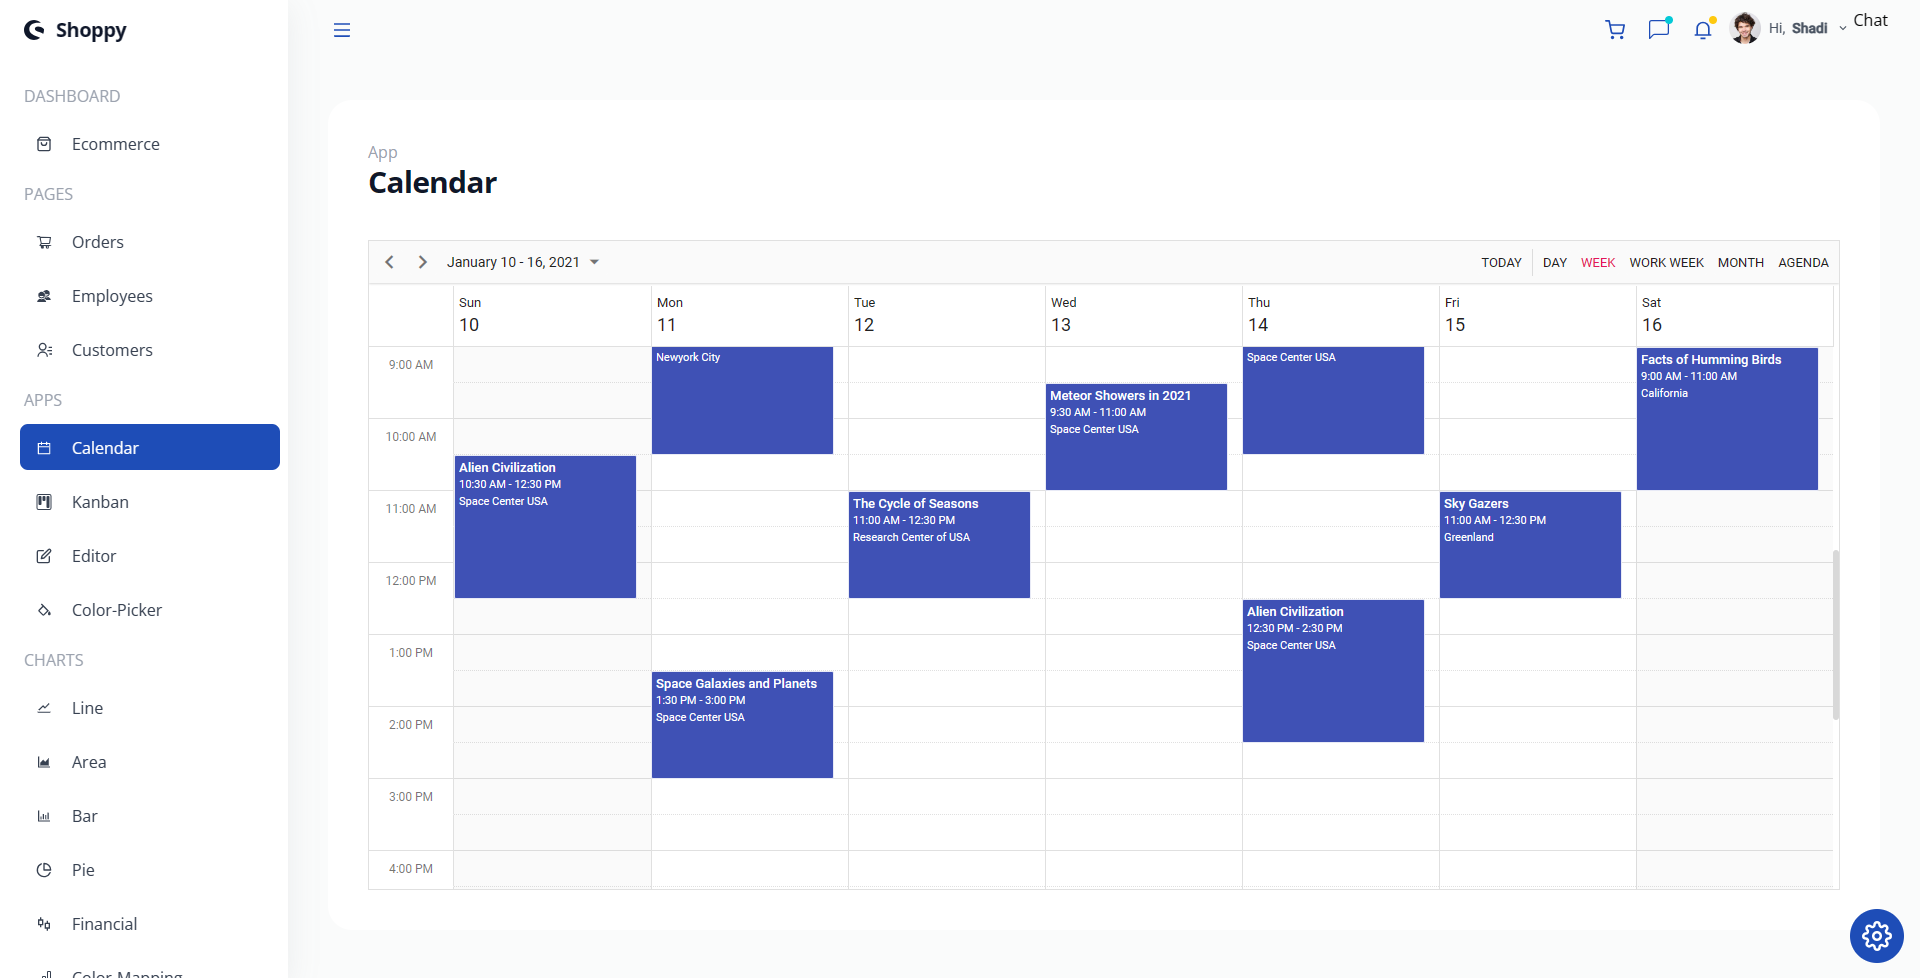 Shoppy
DASHBOARD
Ecommerce
PAGES
Orders
Employees
Customers
APPS
Calendar
Kanban
Editor
Color-Picker
CHARTS
Line
Area
Bar
Pie
Financial
Color-Mapping
Hi, Shadi
Chat
App
Calendar
January 10 - 16, 2021
TODAY DAY WEEK WORK WEEK MONTH AGENDA
Sun Mon Tue Wed Thu Fri Sat
10 11 12 13 14 15 16
9:00 AM
10:00 AM
11:00 AM
12:00 PM
1:00 PM
2:00 PM
3:00 PM
4:00 PM
Alien Civilization
10:30 AM - 12:30 PM
Space Center USA
Newyork City
Space Galaxies and Planets
1:30 PM - 3:00 PM
Space Center USA
The Cycle of Seasons
11:00 AM - 12:30 PM
Research Center of USA
Meteor Showers in 2021
9:30 AM - 11:00 AM
Space Center USA
Space Center USA
Alien Civilization
12:30 PM - 2:30 PM
Space Center USA
Sky Gazers
11:00 AM - 12:30 PM
Greenland
Facts of Humming Birds
9:00 AM - 11:00 AM
California